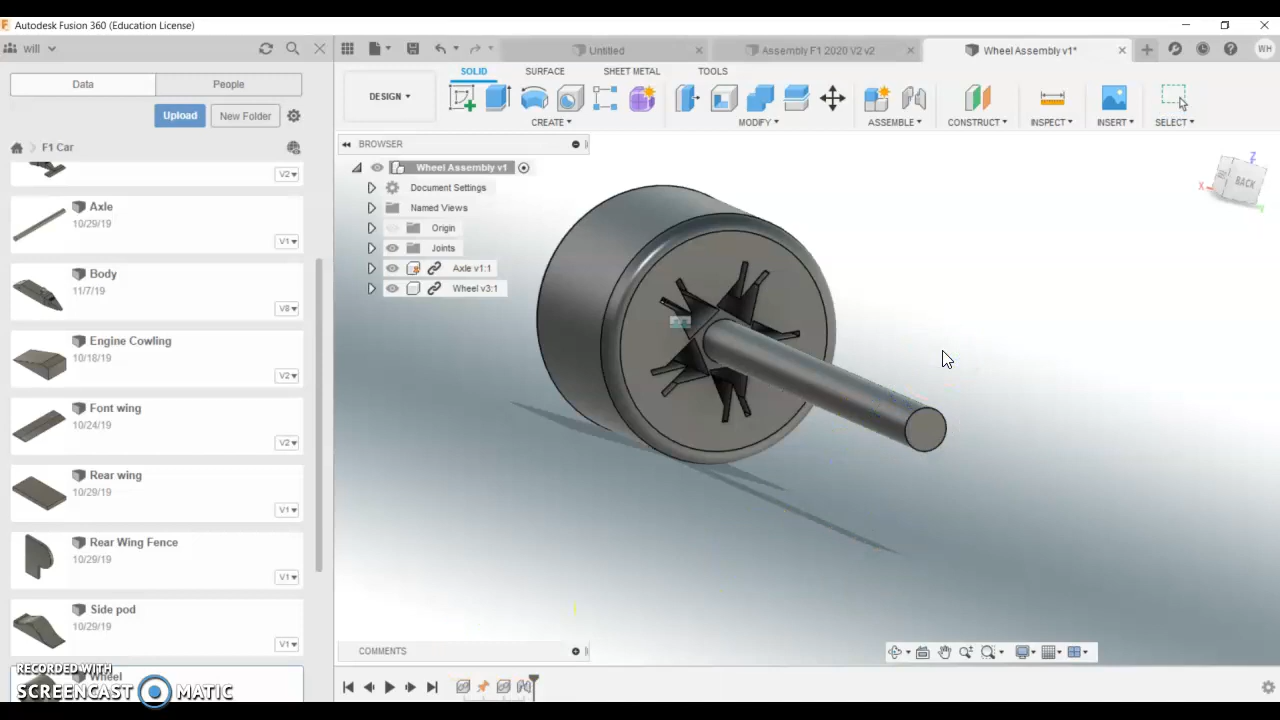 Autodesk Fusion 360 (Education License)
will
Untitled
Assembly F1 2020 V2 v2
Wheel Assembly v1*
WH
Data
People
Upload
New Folder
F1 Car
V2
Axle
10/29/19
V1
Body
11/7/19
V8
Engine Cowling
10/18/19
V2
Font wing
10/24/19
V2
Rear wing
10/29/19
V1
Rear Wing Fence
10/29/19
V1
Side pod
10/29/19
V1
Wheel
RECORDED WITH
SCREENCAST MATIC
SOLID
SURFACE
SHEET METAL
TOOLS
DESIGN
CREATE
MODIFY
ASSEMBLE
CONSTRUCT
INSPECT
INSERT
SELECT
BROWSER
Wheel Assembly v1
Document Settings
Named Views
Origin
Joints
Axle v1:1
Wheel v3:1
Z
X
BACK
COMMENTS